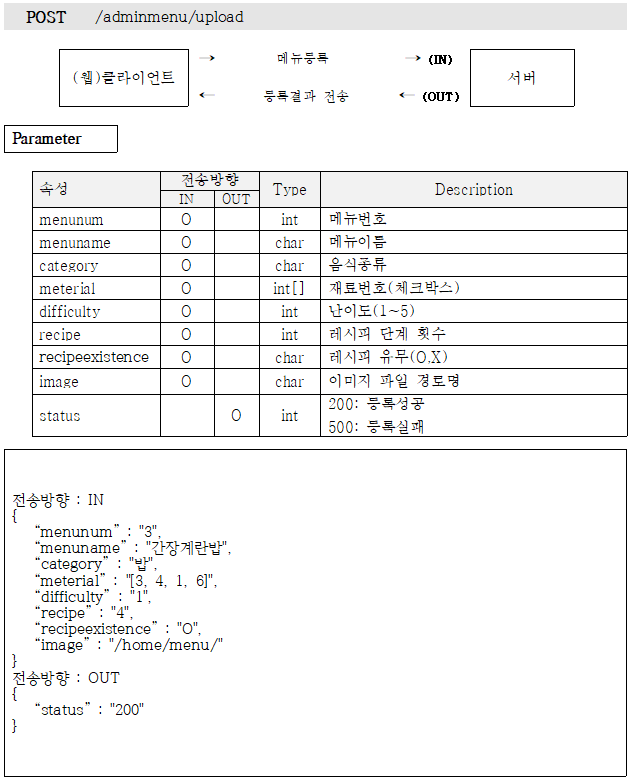 POST /adminmenu/upload
(웹)클라이언트 → 메뉴등록 → (IN) 서버
← 등록결과 전송 ← (OUT)
Parameter
속성 전송방향 Type Description
IN OUT
menunum O int 메뉴번호
menuname O char 메뉴이름
category O char 음식종류
meterial O int[] 재료번호(체크박스)
difficulty O int 난이도(1~5)
recipe O int 레시피 단계 횟수
recipeexistence O char 레시피 유무(O,X)
image O char 이미지 파일 경로명
status O int 200: 등록성공
500: 등록실패
전송방향 : IN
{
“menunum” : "3",
“menuname” : "간장계란밥",
“category” : "밥",
“meterial” : "[3, 4, 1, 6]",
“difficulty” : "1",
“recipe” : "4",
“recipeexistence” : "O",
“image” : "/home/menu/"
}
전송방향 : OUT
{
“status” : "200"
}